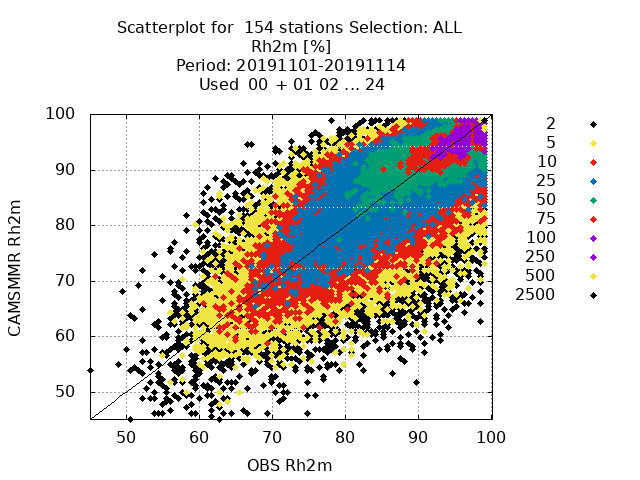 Scatterplot for  154 stations Selection: ALL
Rh2m [%]
Period: 20191101-20191114
Used  00 + 01 02 ... 24
100
90
80
70
60
50
CAMSMMR Rh2m
50 60 70 80 90 100
OBS Rh2m
2
5
10
25
50
75
100
250
500
2500